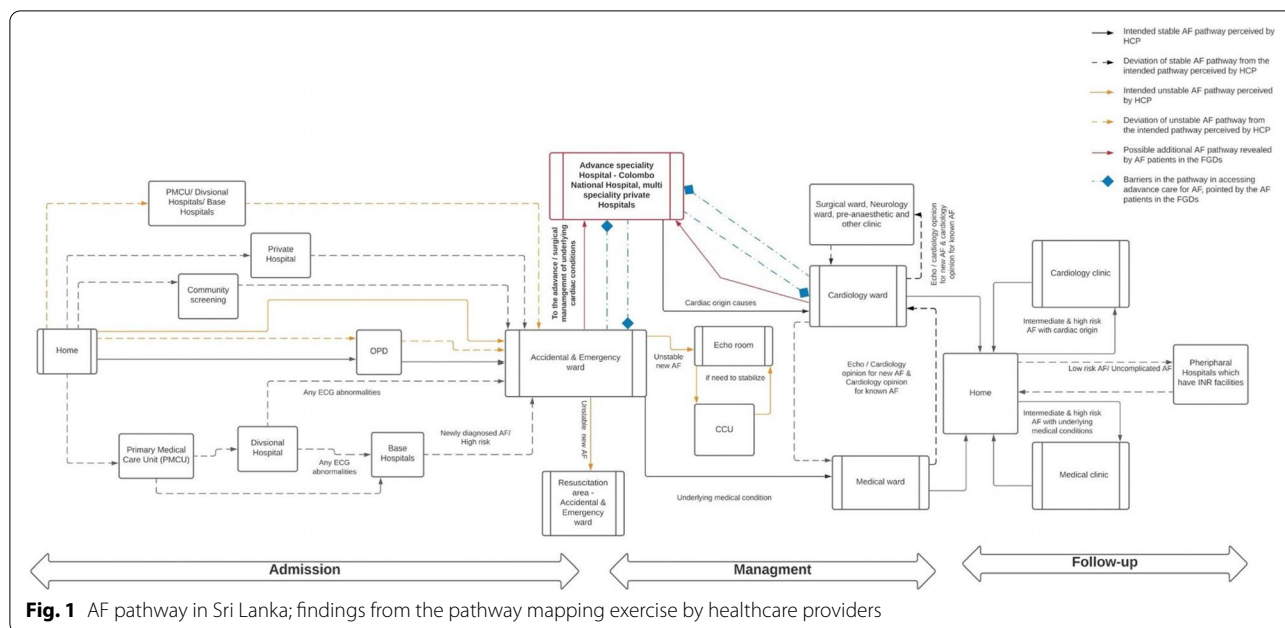 Intended stable AF pathway perceived by
HCP
Deviation of stable AF pathway from the
intended pathway perceived by HCP
Intended unstable AF pathway perceived
by HCP
Deviation of unstable AF pathway from
the intended pathway perceived by HCP
Possible additional AF pathway revealed
by AF patients in the FGDs
Barriers in the pathway in accessing
adavance care for AF, pointed by the AF
patients in the FGDs
PMCU/ Divsional
Hospitals/ Base
Hospitals
Private
Hospital
Community
screening
Home
OPD
Any ECG abnormalities
Primary Medical
Care Unit (PMCU)
Divsional
Hospital
Any ECG
abnormalities
Base
Hospitals
Newly diagnosed AF/
High risk
Advance speciality
Hospital - Colombo
National Hospital, multi
speciality private
Hospitals
To the adavance / surgical
manamgemnt of underlying
cardiac conditions
Accidental & Emergency
ward
Unstable new AF
Resuscitation area -
Accidental &
Emergency
ward
Unstable
new AF
Echo room
if need to stabilize
CCU
Cardiac origin causes
Underlying medical condition
Surgical ward, Neurology
ward, pre-anaesthetic and
other clinic
Echo / cardiology opinion
for new AF & cardiology
opinion for known AF
Cardiology ward
Echo / Cardiology
opinion for new AF &
Cardiology opinion
for known AF
Medical ward
Home
Cardiology clinic
Intermediate & high risk
AF with cardiac origin
Low risk AF/ Uncomplicated AF
Pheripharal
Hospitals which
have INR facilities
Intermediate & high risk
AF with underlying
medical conditions
Medical clinic
Admission
Managment
Follow-up
Fig. 1 AF pathway in Sri Lanka; findings from the pathway mapping exercise by healthcare providers